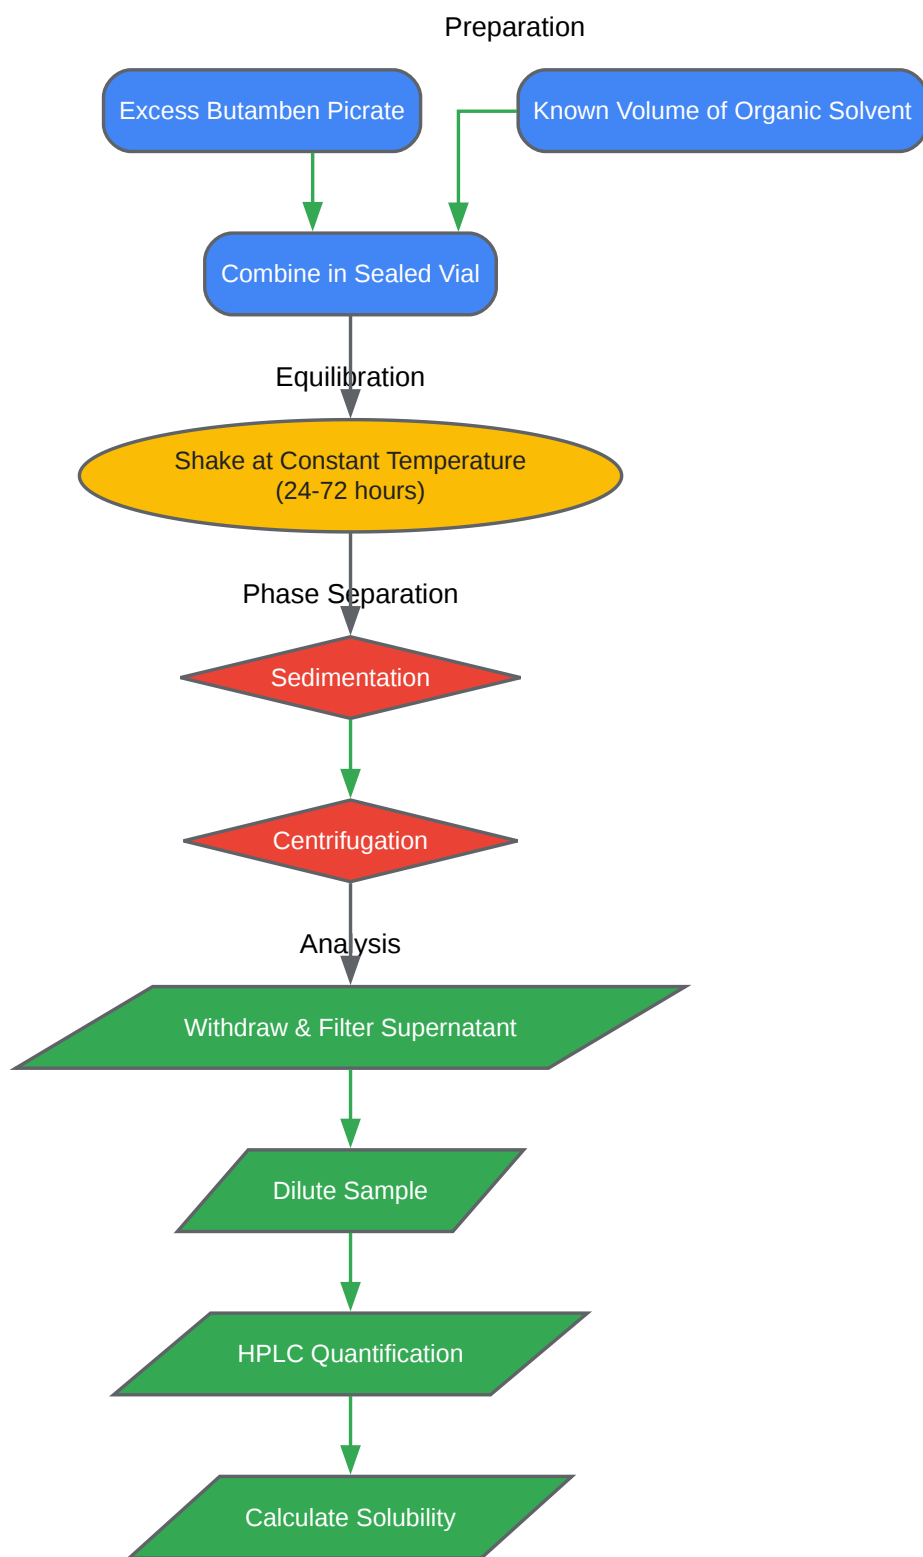 Preparation
Excess Butamben Picrate
Known Volume of Organic Solvent
Combine in Sealed Vial
Equilibration
Shake at Constant Temperature
(24-72 hours)
Phase Separation
Sedimentation
Centrifugation
Analysis
Withdraw & Filter Supernatant
Dilute Sample
HPLC Quantification
Calculate Solubility